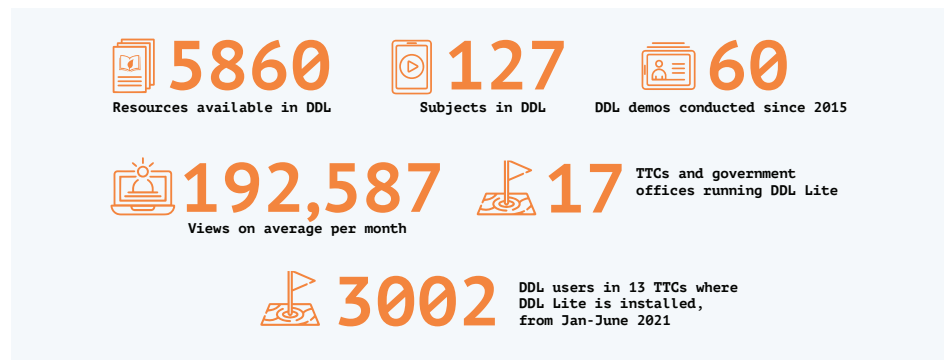 5860
Resources available in DDL
127
Subjects in DDL
60
DDL demos conducted since 2015
192,587
Views on average per month
17
TTCs and government
offices running DDL Lite
3002
DDL users in 13 TTCs where
DDL Lite is installed,
from Jan-June 2021